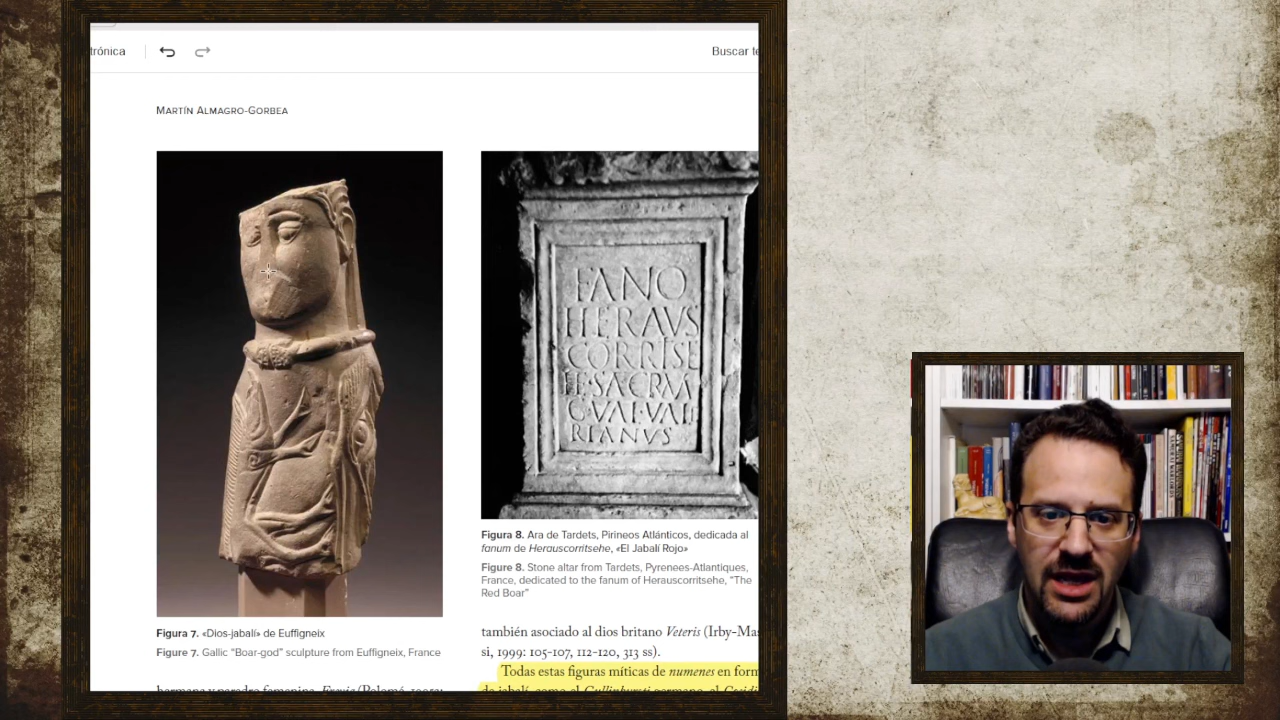 trónica
Buscar te
MARTÍN ALMAGRO-GORBEA
FANO
HERAVS
CORRISE
HE·SACRVM
G·VAL·VALE
RIANVS
Figura 7. «Dios-jabalí» de Euffigneix
Figure 7. Gallic “Boar-god” sculpture from Euffigneix, France
Figura 8. Ara de Tardets, Pirineos Atlánticos, dedicada al
fanum de Herauscorritsehe, «El Jabalí Rojo»
Figure 8. Stone altar from Tardets, Pyrenees-Atlantiques,
France, dedicated to the fanum of Herauscorritsehe, “The
Red Boar”
también asociado al dios britano Veteris (Irby-Mas
si, 1999: 105-107, 112-120, 313 ss).
Todas estas figuras míticas de numenes en form